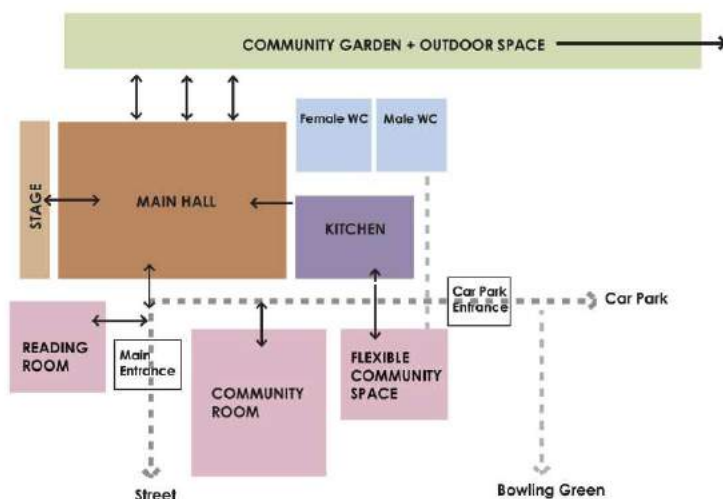 COMMUNITY GARDEN + OUTDOOR SPACE
Female WC
Male WC
STAGE
MAIN HALL
KITCHEN
Car Park
Entrance
Car Park
READING
ROOM
Main
Entrance
COMMUNITY
ROOM
FLEXIBLE
COMMUNITY
SPACE
Street
Bowling Green